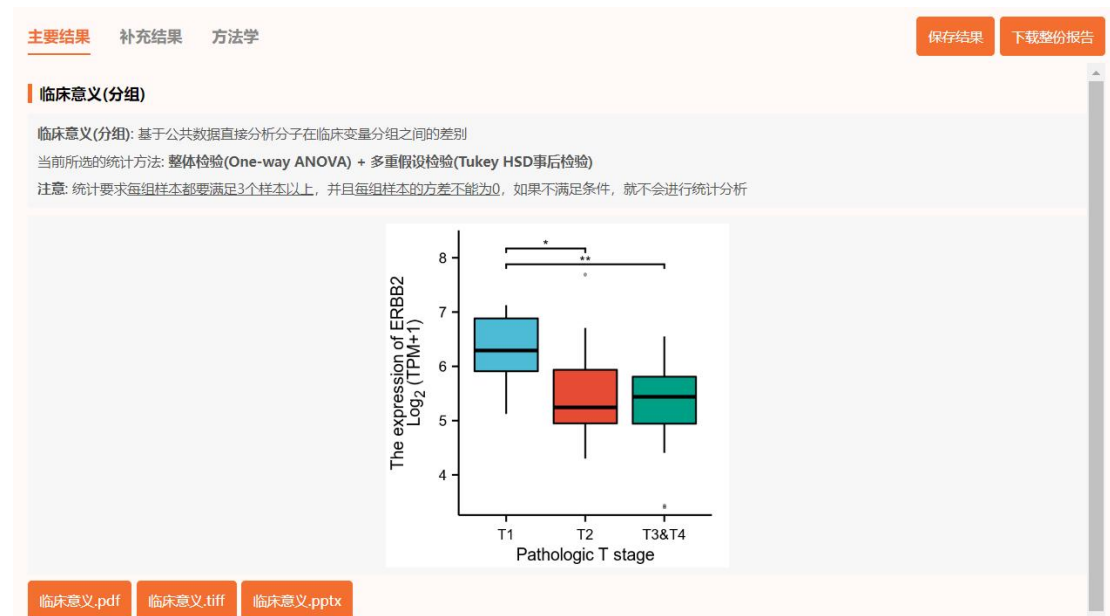 主要结果 补充结果 方法学 保存结果 下载整份报告
临床意义(分组)
临床意义(分组): 基于公共数据直接分析分子在临床变量分组之间的差别
当前所选的统计方法: 整体检验(One-way ANOVA) + 多重假设检验(Tukey HSD事后检验)
注意: 统计要求每组样本都要满足3个样本以上，并且每组样本的方差不能为0，如果不满足条件，就不会进行统计分析
The expression of ERBB2
Log₂ (TPM+1)
8
7
6
5
4
*
**
T1 T2 T3&T4
Pathologic T stage
临床意义.pdf 临床意义.tiff 临床意义.pptx